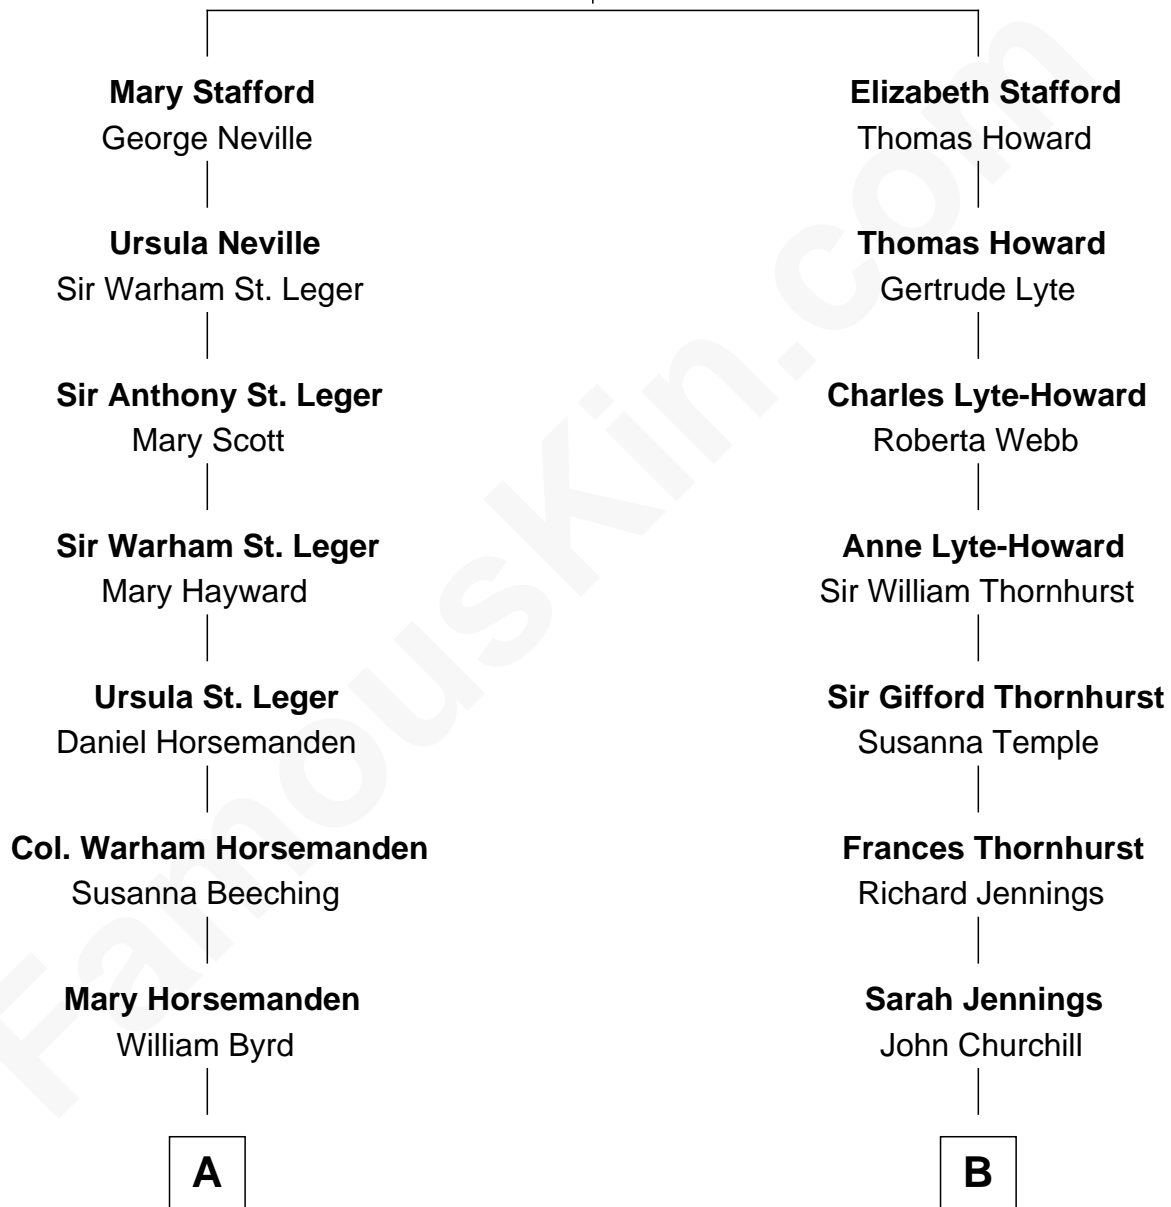 Mary Stafford
George Neville
Ursula Neville
Sir Warham St. Leger
Sir Anthony St. Leger
Mary Scott
Sir Warham St. Leger
Mary Hayward
Ursula St. Leger
Daniel Horsemanden
Col. Warham Horsemanden
Susanna Beeching
Mary Horsemanden
William Byrd
A
Elizabeth Stafford
Thomas Howard
Thomas Howard
Gertrude Lyte
Charles Lyte-Howard
Roberta Webb
Anne Lyte-Howard
Sir William Thornhurst
Sir Gifford Thornhurst
Susanna Temple
Frances Thornhurst
Richard Jennings
Sarah Jennings
John Churchill
B
FamousKin.com